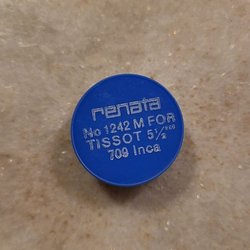 renata
No 1242 M FOR
TISSOT 5½'''
709 Inca